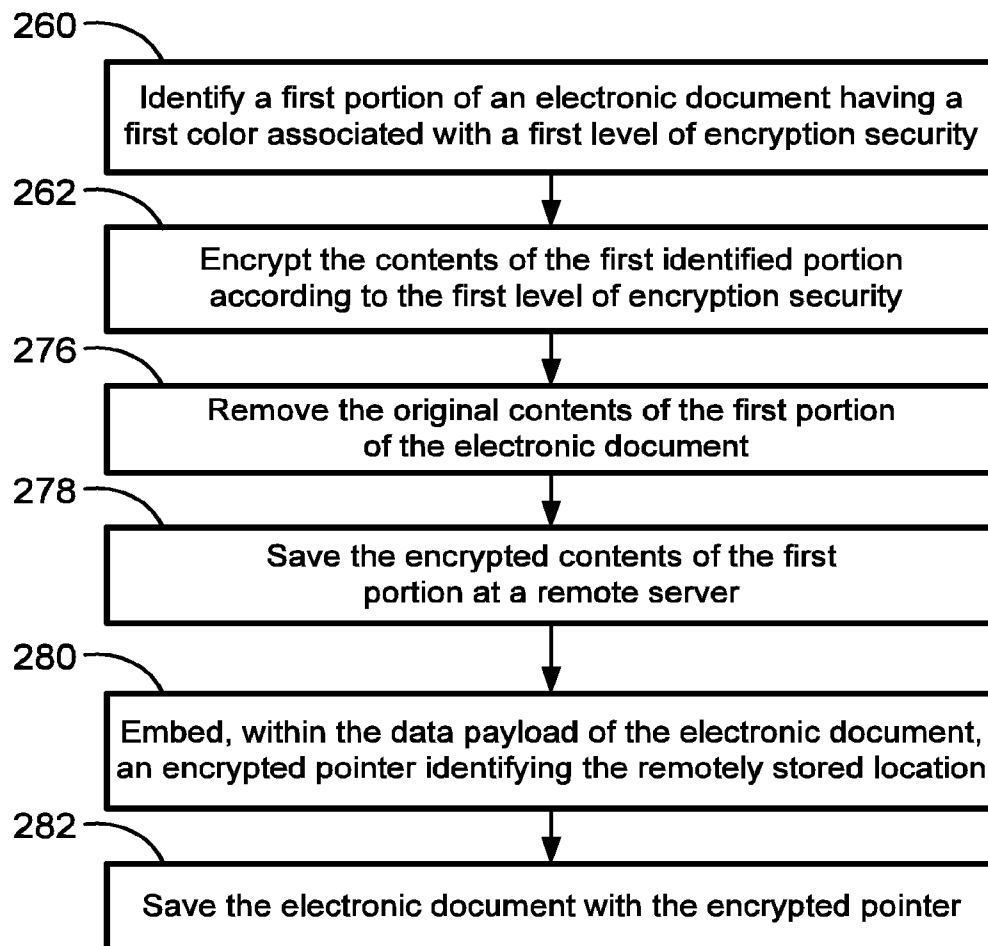 260
Identify a first portion of an electronic document having a
first color associated with a first level of encryption security
262
Encrypt the contents of the first identified portion
according to the first level of encryption security
276
Remove the original contents of the first portion
of the electronic document
278
Save the encrypted contents of the first
portion at a remote server
280
Embed, within the data payload of the electronic document,
an encrypted pointer identifying the remotely stored location
282
Save the electronic document with the encrypted pointer